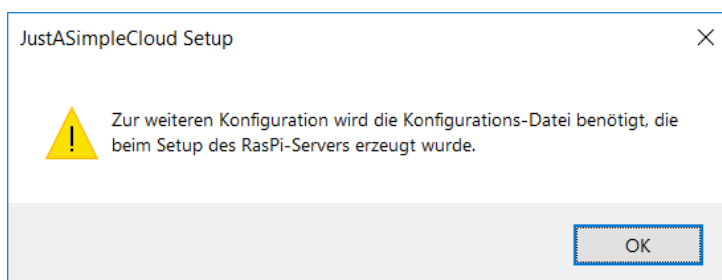 JustASimpleCloud Setup
Zur weiteren Konfiguration wird die Konfigurations-Datei benötigt, die
beim Setup des RasPi-Servers erzeugt wurde.
OK